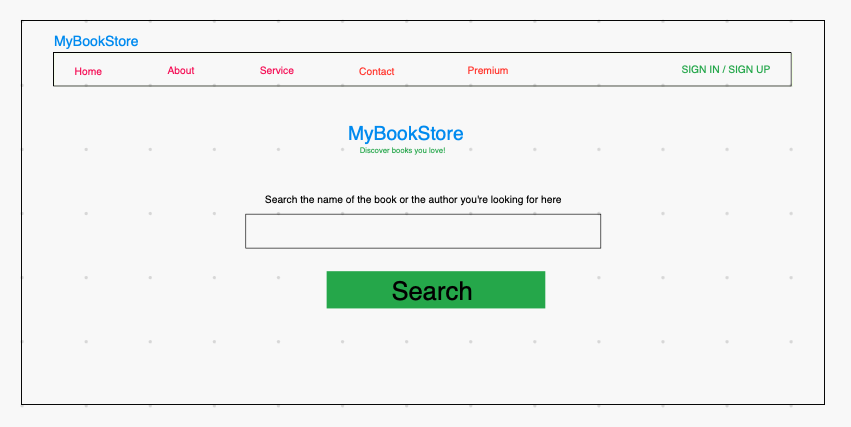 MyBookStore
Home About Service Contact Premium SIGN IN / SIGN UP
MyBookStore
Discover books you love!
Search the name of the book or the author you're looking for here
Search